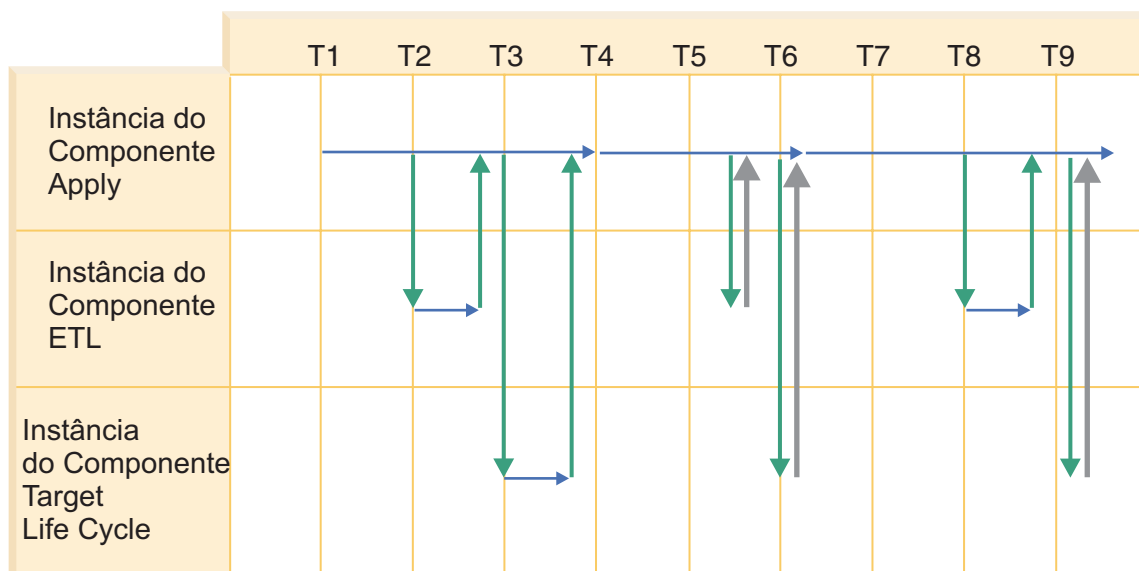 T1 T2 T3 T4 T5 T6 T7 T8 T9
Instância do
Componente
Apply
Instância do
Componente
ETL
Instância
do Componente
Target
Life Cycle